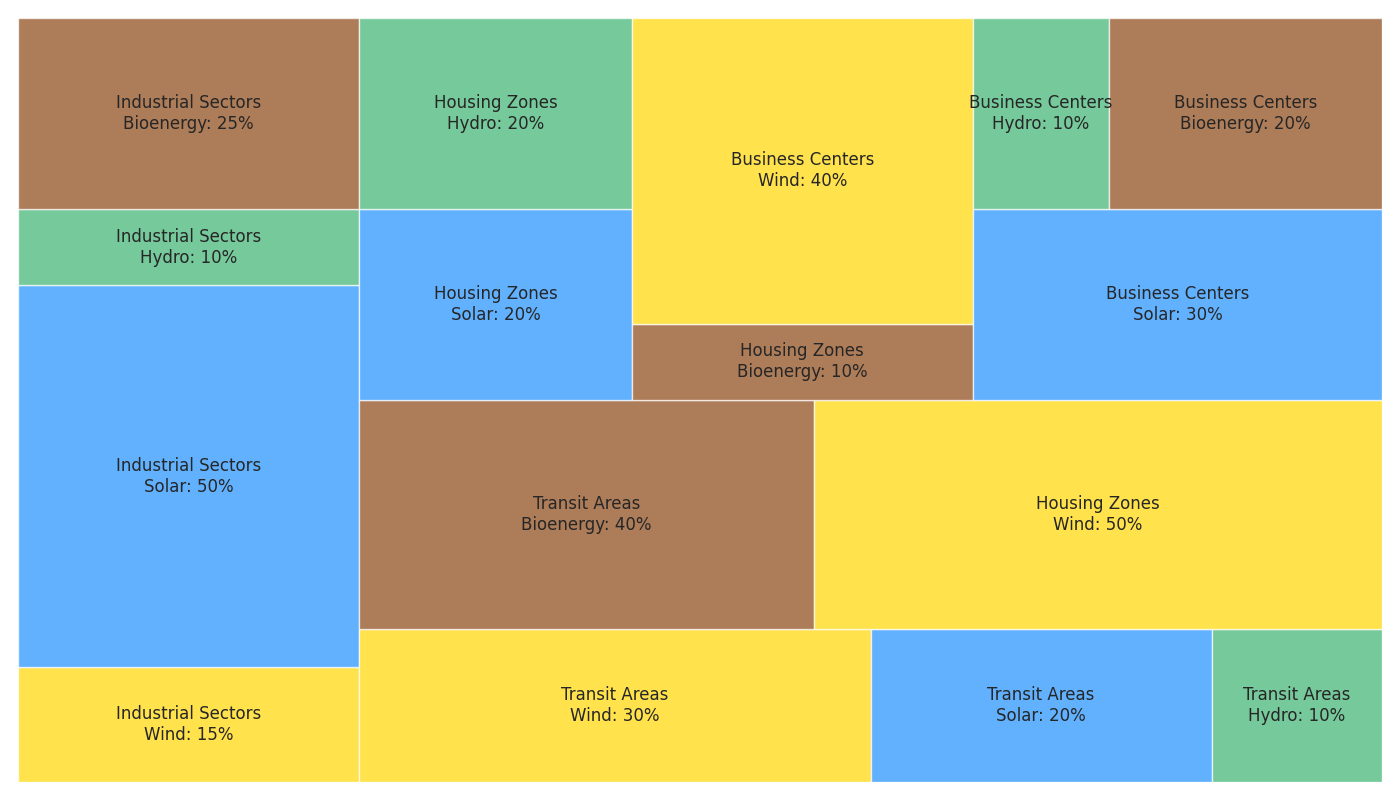 Industrial Sectors
Bioenergy: 25%
Housing Zones
Hydro: 20%
Business Centers
Wind: 40%
Business Centers
Hydro: 10%
Business Centers
Bioenergy: 20%
Industrial Sectors
Hydro: 10%
Housing Zones
Solar: 20%
Business Centers
Solar: 30%
Housing Zones
Bioenergy: 10%
Industrial Sectors
Solar: 50%
Transit Areas
Bioenergy: 40%
Housing Zones
Wind: 50%
Industrial Sectors
Wind: 15%
Transit Areas
Wind: 30%
Transit Areas
Solar: 20%
Transit Areas
Hydro: 10%